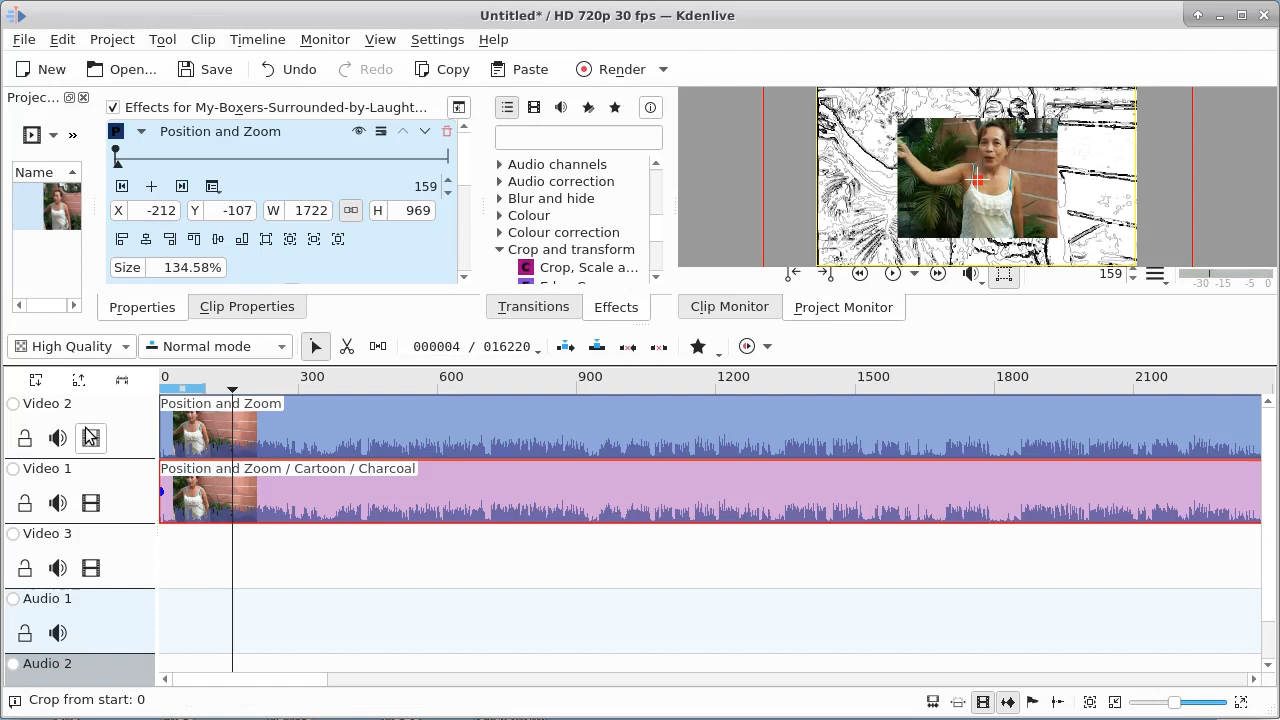 Untitled* / HD 720p 30 fps — Kdenlive
File Edit Project Tool Clip Timeline Monitor View Settings Help
New Open... Save Undo Redo Copy Paste Render
Projec...
Name
Effects for My-Boxers-Surrounded-by-Laught...
P Position and Zoom
159
X -212 Y -107 W 1722 H 969
Size 134.58%
Properties Clip Properties
Audio channels
Audio correction
Blur and hide
Colour
Colour correction
Crop and transform
C Crop, Scale a...
Transitions Effects
159
-30 -15 -5 0
Clip Monitor Project Monitor
High Quality Normal mode 000004 / 016220
0 300 600 900 1200 1500 1800 2100
Video 2
Position and Zoom
Video 1
Position and Zoom / Cartoon / Charcoal
Video 3
Audio 1
Audio 2
Crop from start: 0